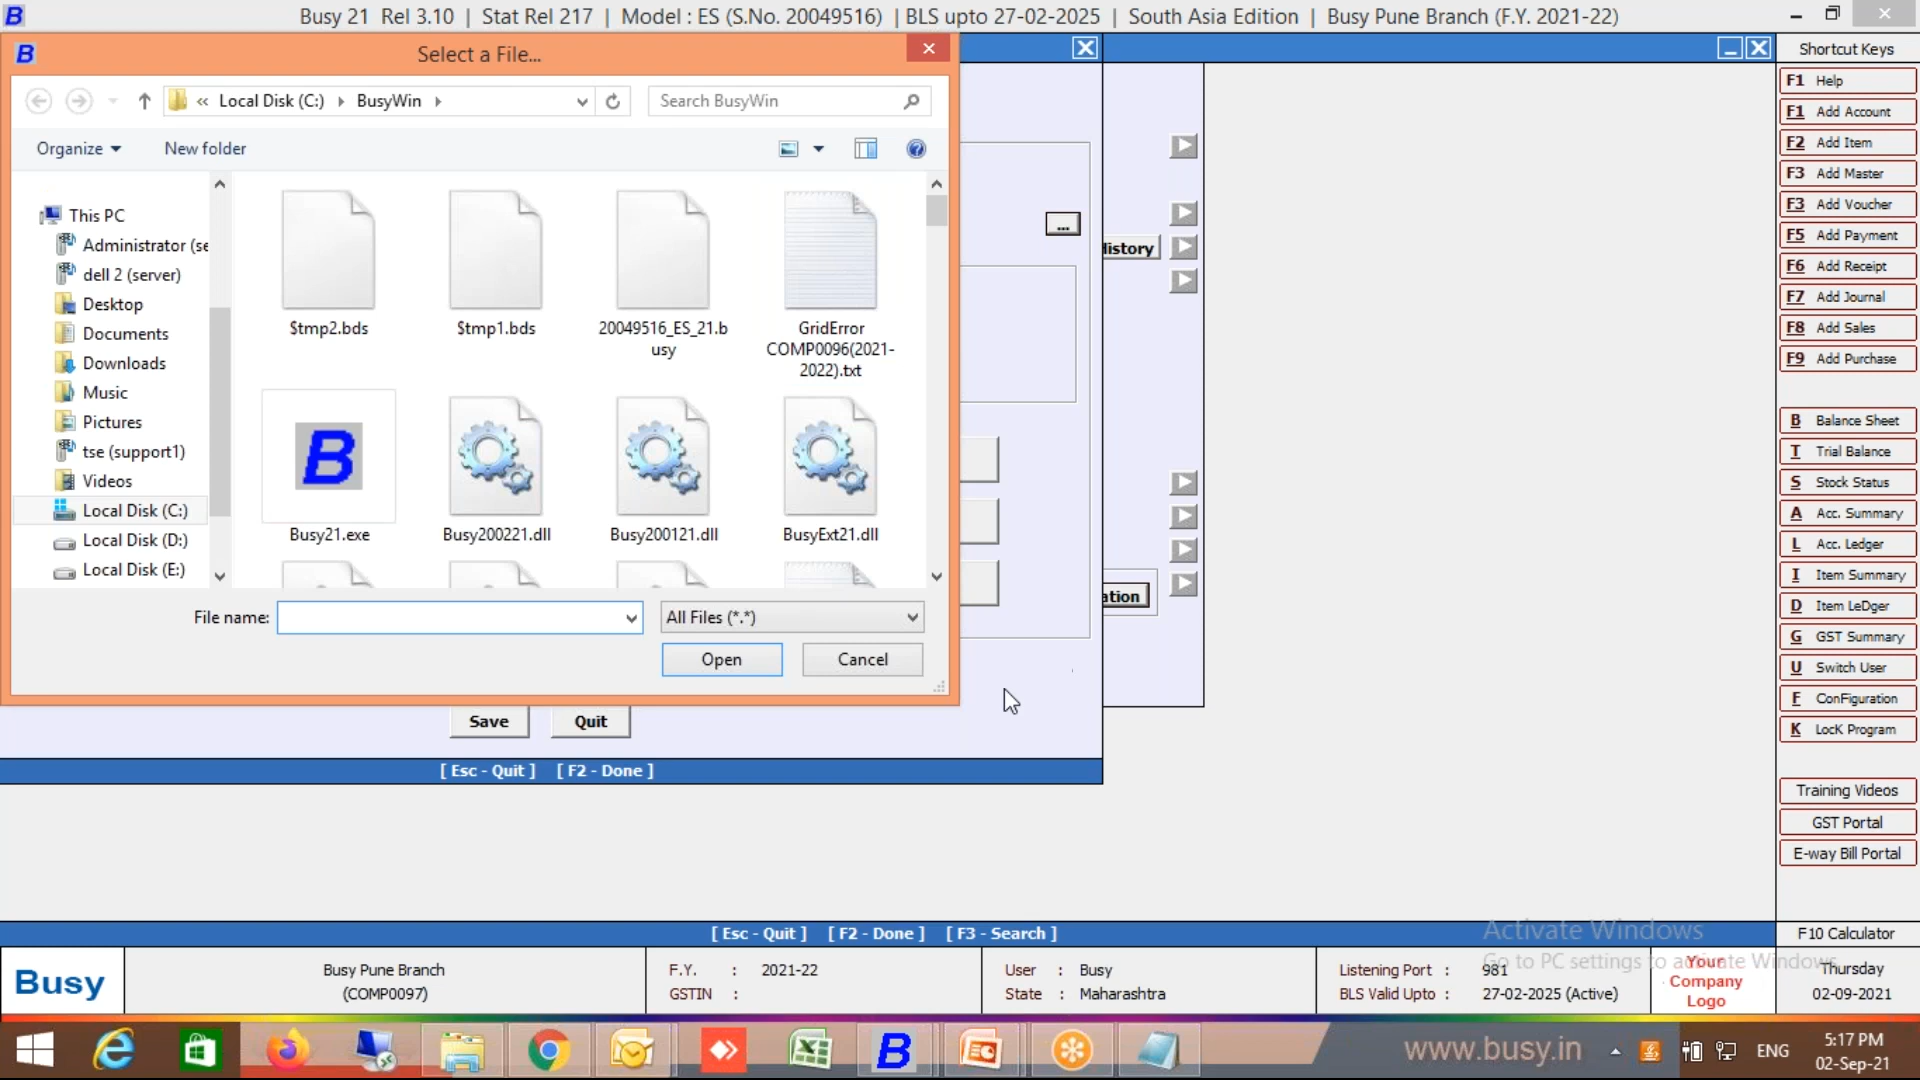 B Busy 21 Rel 3.10 | Stat Rel 217 | Model : ES (S.No. 20049516) | BLS upto 27-02-2025 | South Asia Edition | Busy Pune Branch (F.Y. 2021-22)
B Select a File...
« Local Disk (C:) BusyWin
Search BusyWin
Organize
New folder
This PC
Administrator (se
dell 2 (server)
Desktop
Documents
Downloads
Music
Pictures
tse (support1)
Videos
Local Disk (C:)
Local Disk (D:)
Local Disk (E:)
$tmp2.bds
$tmp1.bds
20049516_ES_21.b
usy
GridError
COMP0096(2021-
2022).txt
B
Busy21.exe
Busy200221.dll
Busy200121.dll
BusyExt21.dll
File name:
All Files (*.*)
Open
Cancel
...
History
ation
Save
Quit
[ Esc - Quit ] [ F2 - Done ]
Shortcut Keys
F1 Help
F1 Add Account
F2 Add Item
F3 Add Master
F3 Add Voucher
F5 Add Payment
F6 Add Receipt
F7 Add Journal
F8 Add Sales
F9 Add Purchase
B Balance Sheet
T Trial Balance
S Stock Status
A Acc. Summary
L Acc. Ledger
I Item Summary
D Item LeDger
G GST Summary
U Switch User
F ConFiguration
K LocK Program
Training Videos
GST Portal
E-way Bill Portal
[ Esc - Quit ] [ F2 - Done ] [ F3 - Search ]
Activate Windows
Go to PC settings to activate Windows.
F10 Calculator
Busy
Busy Pune Branch
(COMP0097)
F.Y. : 2021-22
GSTIN :
User : Busy
State : Maharashtra
Listening Port : 981
BLS Valid Upto : 27-02-2025 (Active)
Your
Company
Logo
Thursday
02-09-2021
B
www.busy.in
ENG
5:17 PM
02-Sep-21